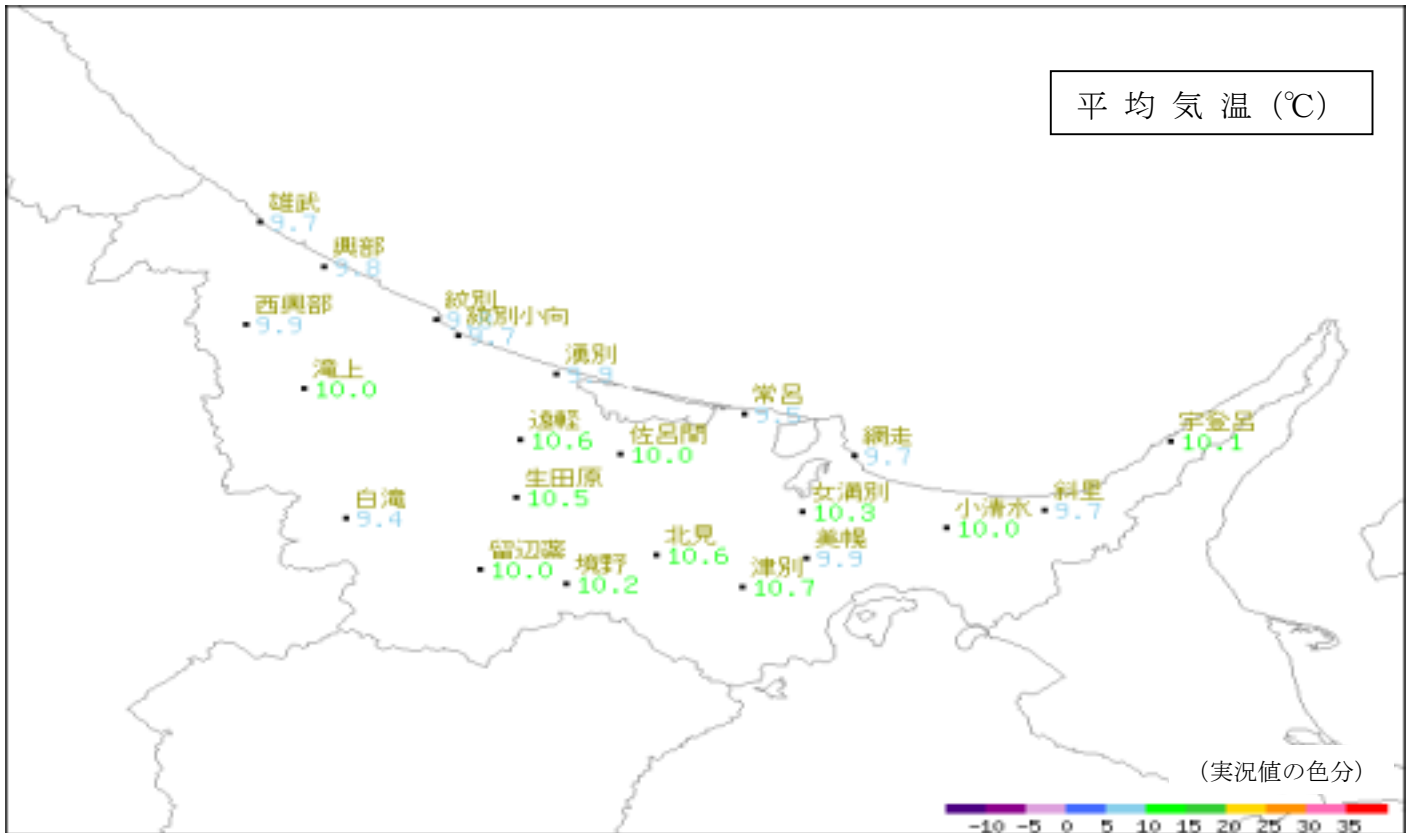 平 均 気 温 (℃)
雄武
9.7
興部
9.8
西興部
9.9
紋別
紋別小向
9.7
滝上
10.0
湧別
9.9
常呂
9.5
遠軽
10.6
佐呂間
10.0
網走
9.7
宇登呂
10.1
生田原
10.5
白滝
9.4
女満別
10.3
小清水
10.0
斜里
9.7
留辺蘂
10.0
境野
10.2
北見
10.6
美幌
9.9
津別
10.7
(実況値の色分)
-10 -5 0 5 10 15 20 25 30 35